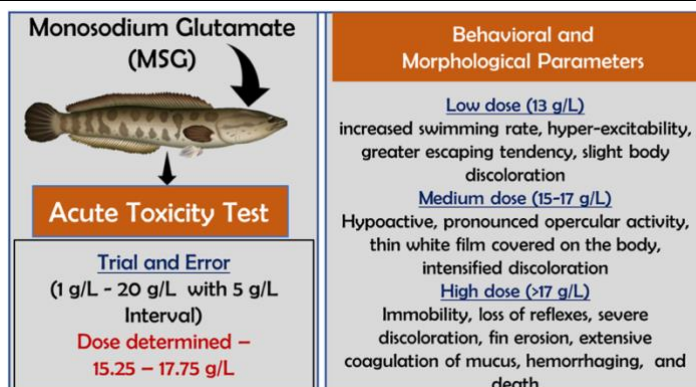 Monosodium Glutamate
(MSG)
Acute Toxicity Test
Trial and Error
(1 g/L - 20 g/L with 5 g/L
Interval)
Dose determined –
15.25 – 17.75 g/L
Behavioral and
Morphological Parameters
Low dose (13 g/L)
increased swimming rate, hyper-excitability,
greater escaping tendency, slight body
discoloration
Medium dose (15-17 g/L)
Hypoactive, pronounced opercular activity,
thin white film covered on the body,
intensified discoloration
High dose (>17 g/L)
Immobility, loss of reflexes, severe
discoloration, fin erosion, extensive
coagulation of mucus, hemorrhaging, and
death